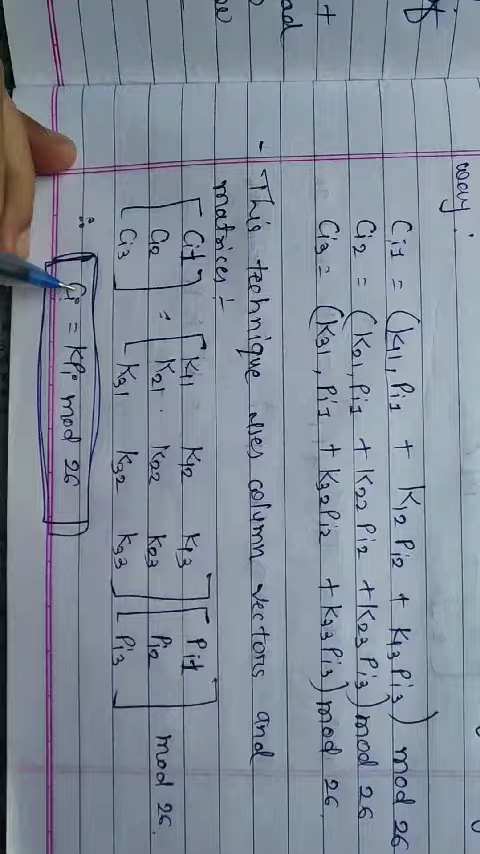 way:
Ci1 = (K11, Pi1 + K12 Pi2 + K13 Pi3) mod 26
Ci2 = (K21, Pi1 + K22 Pi2 + K23 Pi3) mod 26
Ci3 = (K31, Pi1 + K32 Pi2 + K33 Pi3) mod 26.
- This technique uses column vectors and
matrices:-
[Ci1] [K11 K12 K13] [Pi1]
[Ci2] = [K21 K22 K23] [Pi2] mod 26.
[Ci3] [K31 K32 K33] [Pi3]
∴ Ci = KPi mod 26